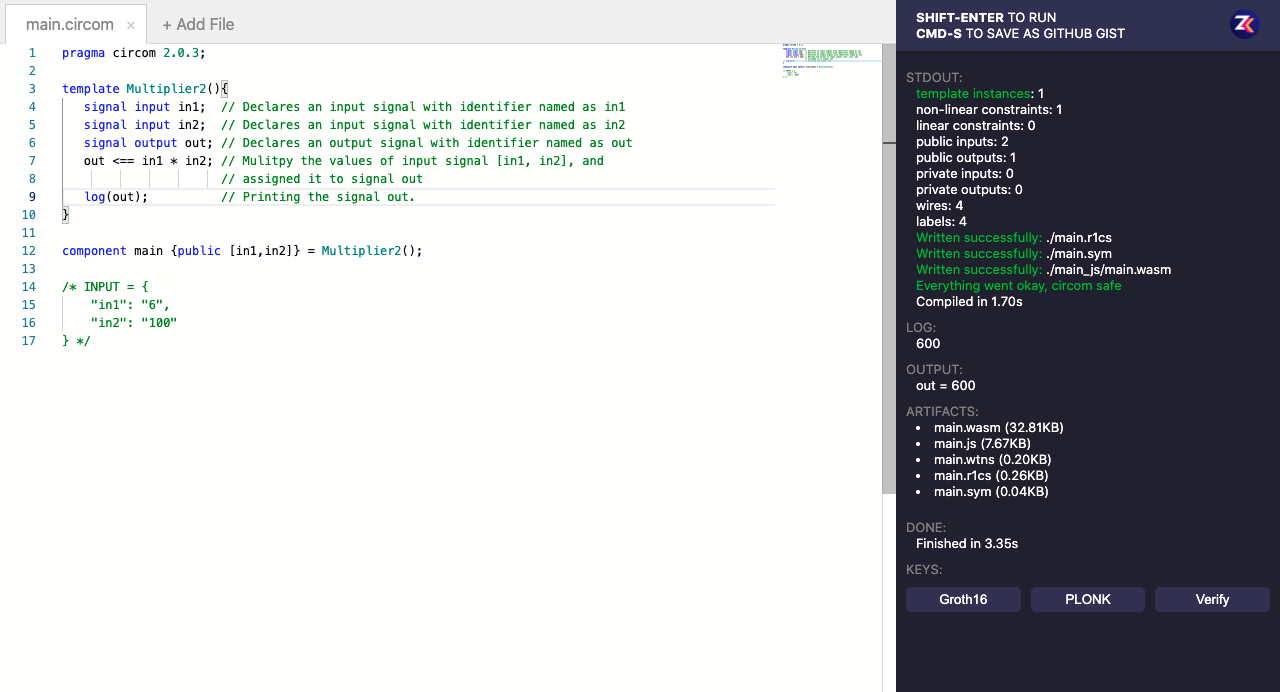 main.circom × + Add File
1 pragma circom 2.0.3;
2
3 template Multiplier2(){
4 signal input in1; // Declares an input signal with identifier named as in1
5 signal input in2; // Declares an input signal with identifier named as in2
6 signal output out; // Declares an output signal with identifier named as out
7 out <== in1 * in2; // Mulitpy the values of input signal [in1, in2], and
8 // assigned it to signal out
9 log(out); // Printing the signal out.
10 }
11
12 component main {public [in1,in2]} = Multiplier2();
13
14 /* INPUT = {
15 "in1": "6",
16 "in2": "100"
17 } */
SHIFT-ENTER TO RUN
CMD-S TO SAVE AS GITHUB GIST
STDOUT:
template instances: 1
non-linear constraints: 1
linear constraints: 0
public inputs: 2
public outputs: 1
private inputs: 0
private outputs: 0
wires: 4
labels: 4
Written successfully: ./main.r1cs
Written successfully: ./main.sym
Written successfully: ./main_js/main.wasm
Everything went okay, circom safe
Compiled in 1.70s
LOG:
600
OUTPUT:
out = 600
ARTIFACTS:
• main.wasm (32.81KB)
• main.js (7.67KB)
• main.wtns (0.20KB)
• main.r1cs (0.26KB)
• main.sym (0.04KB)
DONE:
Finished in 3.35s
KEYS:
Groth16 PLONK Verify